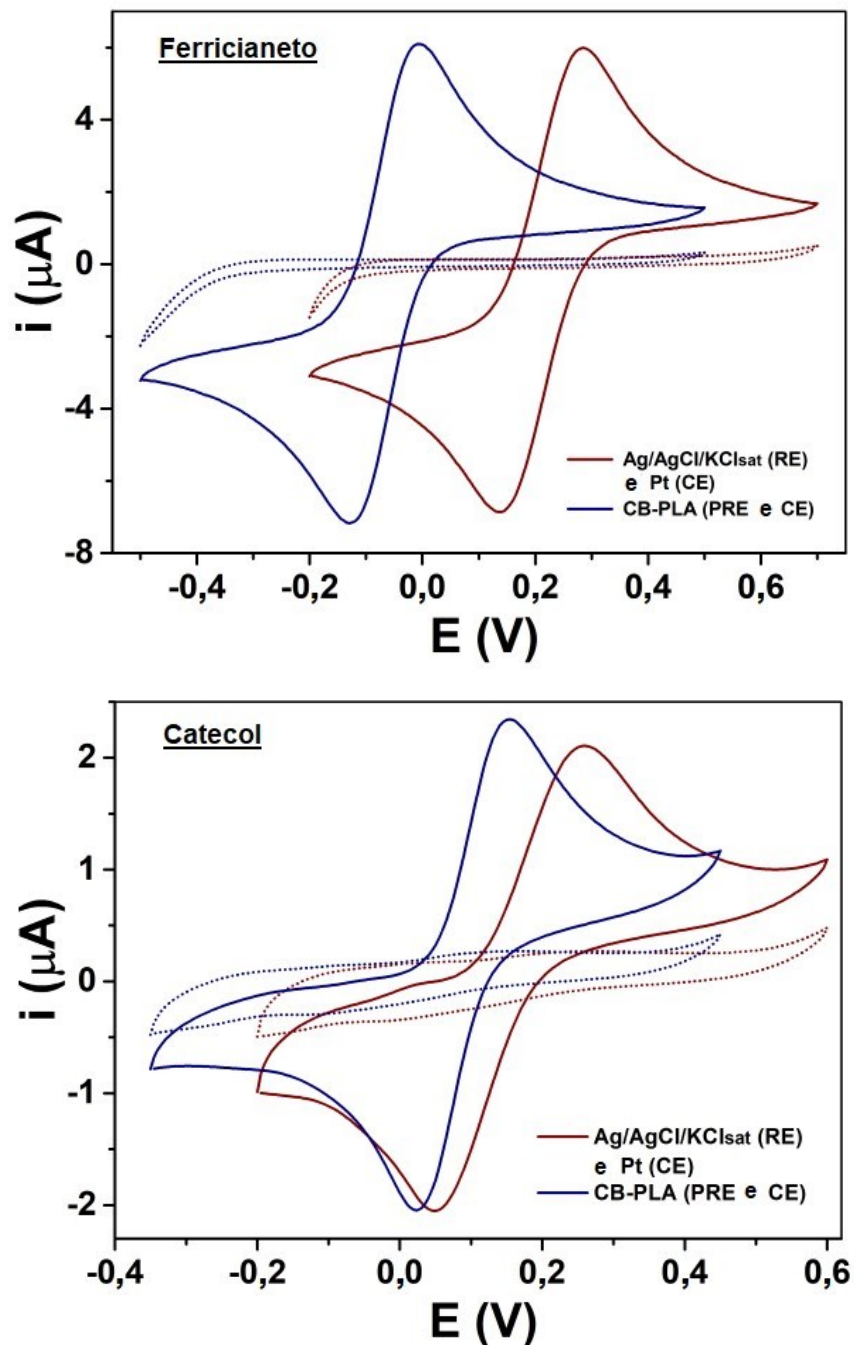 Ferricianeto
4
0
-4
-8
i (µA)
-0,4
-0,2
0,0
0,2
0,4
0,6
E (V)
Ag/AgCl/KClsat (RE)
e Pt (CE)
CB-PLA (PRE e CE)
Catecol
2
1
0
-1
-2
i (µA)
-0,4
-0,2
0,0
0,2
0,4
0,6
E (V)
Ag/AgCl/KClsat (RE)
e Pt (CE)
CB-PLA (PRE e CE)